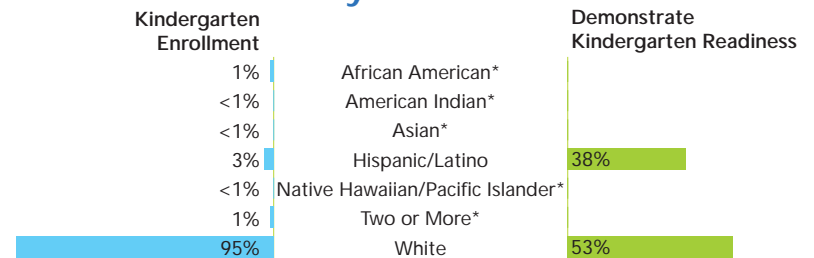 Kindergarten
Enrollment
Demonstrate
Kindergarten Readiness
1% African American*
<1% American Indian*
<1% Asian*
3% Hispanic/Latino 38%
<1% Native Hawaiian/Pacific Islander*
1% Two or More*
95% White 53%